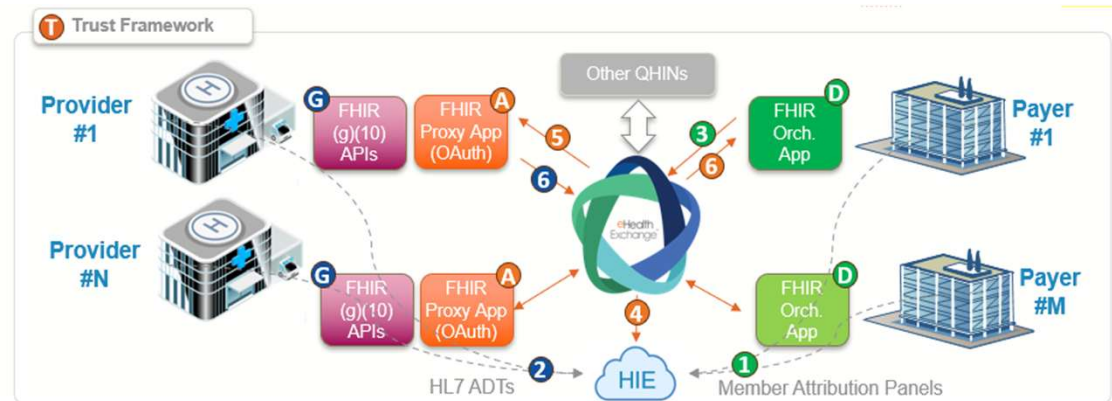 T Trust Framework
Other QHINs
Provider
#1
G
FHIR
(g)(10)
APIs
A
FHIR
Proxy App
(OAuth)
5
6
3
6
D
FHIR
Orch.
App
Payer
#1
eHealth
Exchange
Provider
#N
G
FHIR
(g)(10)
APIs
A
FHIR
Proxy App
(OAuth)
4
D
FHIR
Orch.
App
Payer
#M
2
HL7 ADTs
HIE
1
Member Attribution Panels
H
H